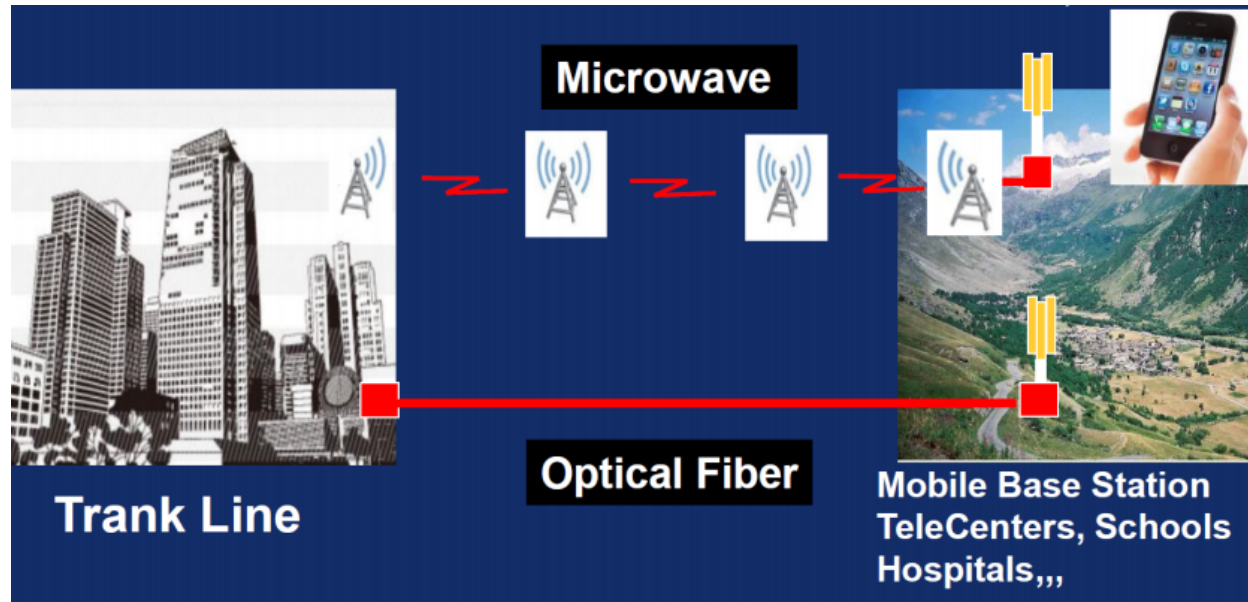 Microwave
Optical Fiber
Trank Line
Mobile Base Station
TeleCenters, Schools
Hospitals,,,